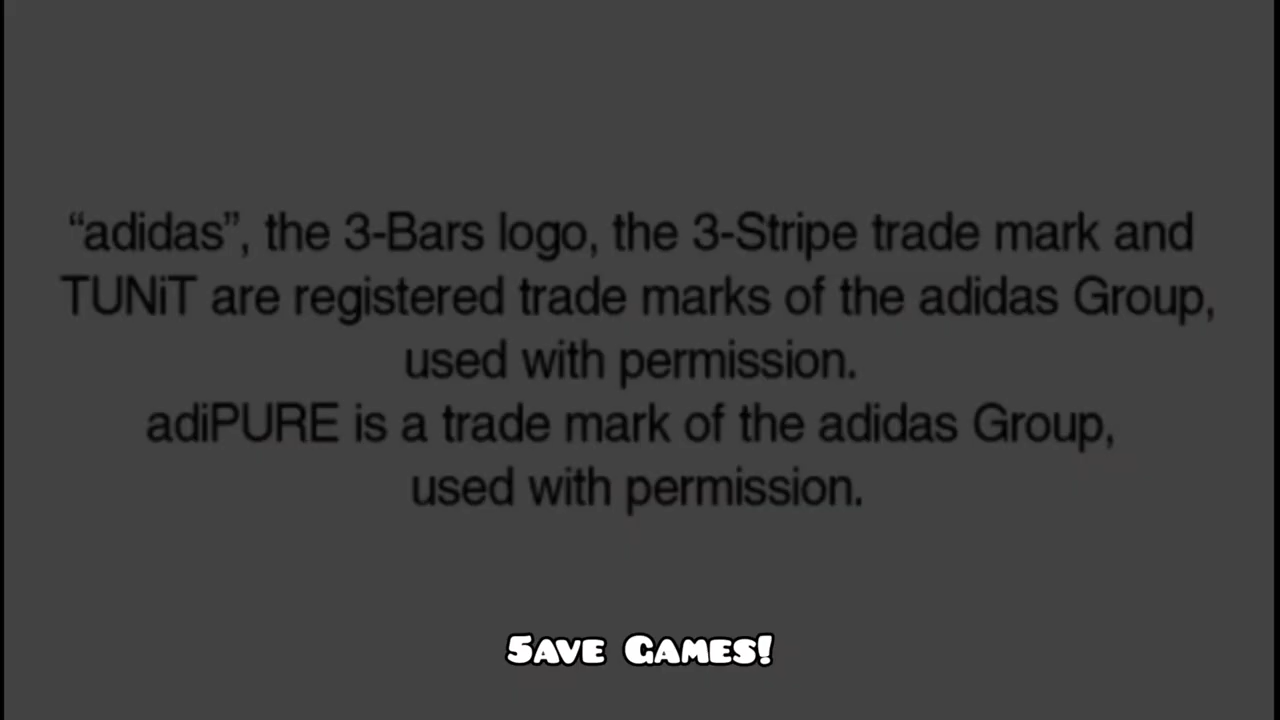 “adidas”, the 3-Bars logo, the 3-Stripe trade mark and
TUNiT are registered trade marks of the adidas Group,
used with permission.
adiPURE is a trade mark of the adidas Group,
used with permission.
5ave Games!